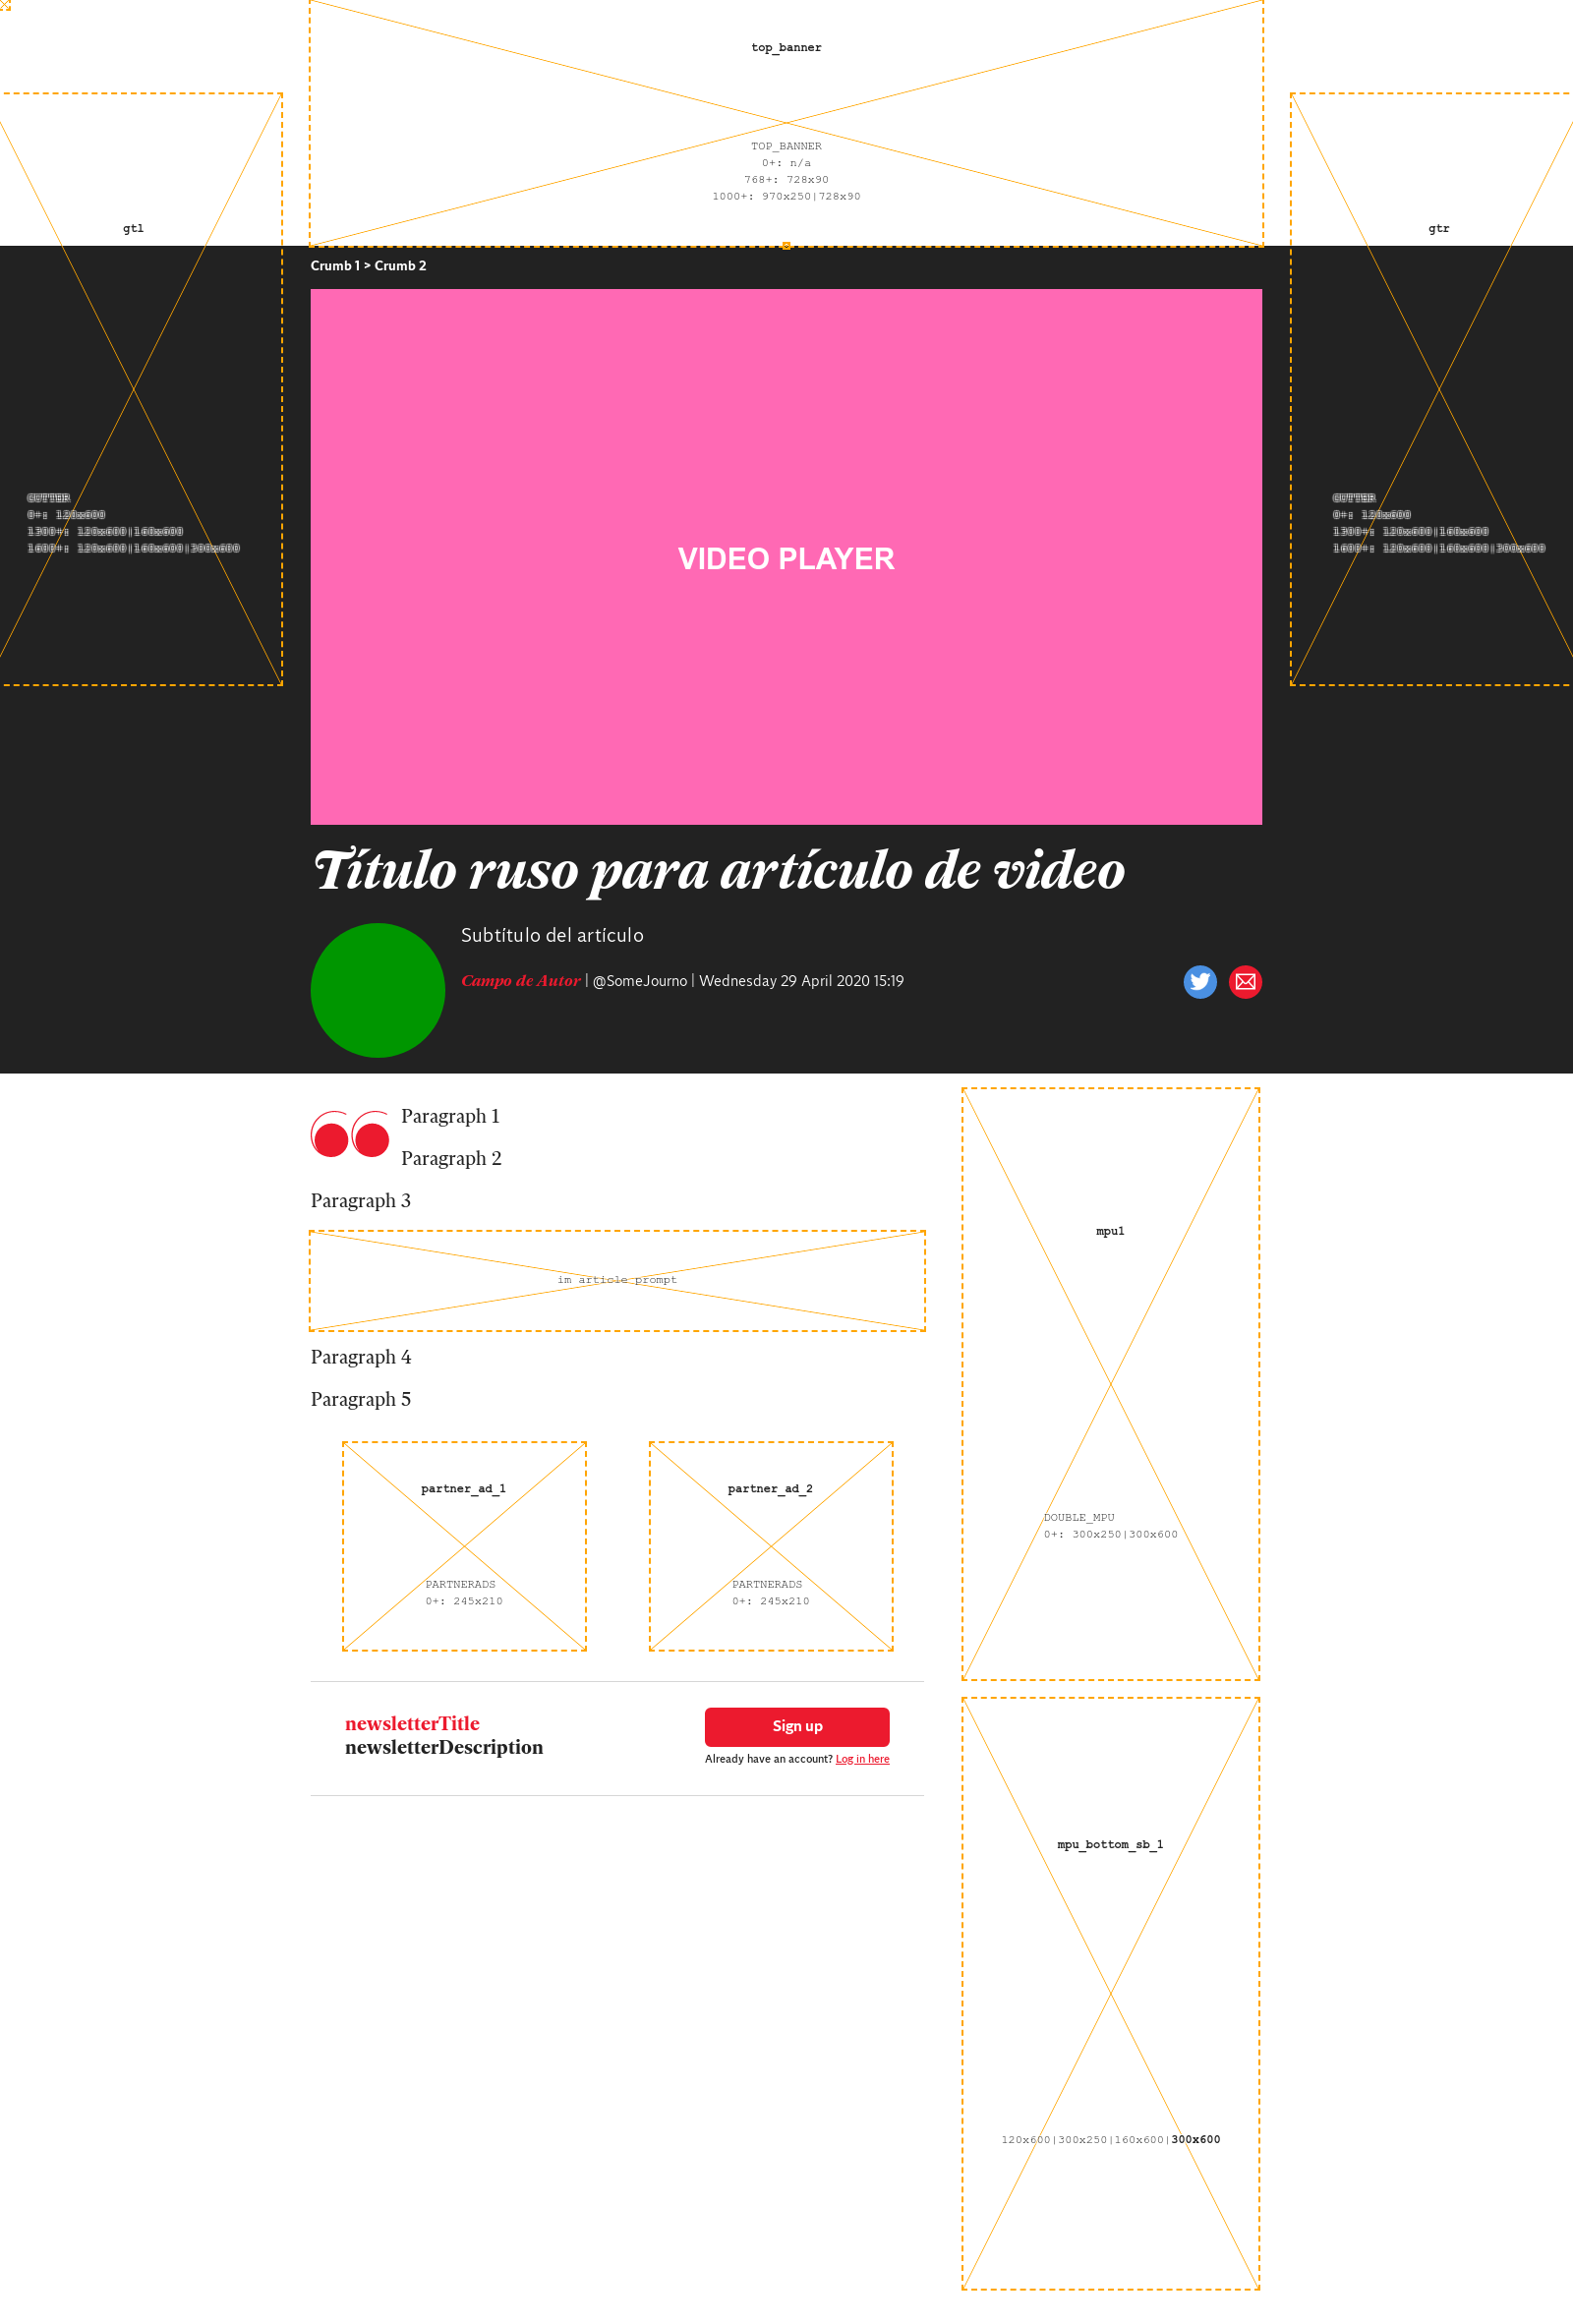 top_banner
TOP_BANNER
0+: n/a
768+: 728x90
1000+: 970x250|728x90
gtl
GUTTER
0+: 120x600
1300+: 120x600|160x600
1600+: 120x600|160x600|300x600
gtr
GUTTER
0+: 120x600
1300+: 120x600|160x600
1600+: 120x600|160x600|300x600
Crumb 1 > Crumb 2
VIDEO PLAYER
Título ruso para artículo de video
Subtítulo del artículo
Campo de Autor | @SomeJourno | Wednesday 29 April 2020 15:19
Paragraph 1
Paragraph 2
Paragraph 3
im article prompt
Paragraph 4
Paragraph 5
partner_ad_1
PARTNERADS
0+: 245x210
partner_ad_2
PARTNERADS
0+: 245x210
newsletterTitle
newsletterDescription
Sign up
Already have an account? Log in here
mpu1
DOUBLE_MPU
0+: 300x250|300x600
mpu_bottom_sb_1
120x600|300x250|160x600|300x600